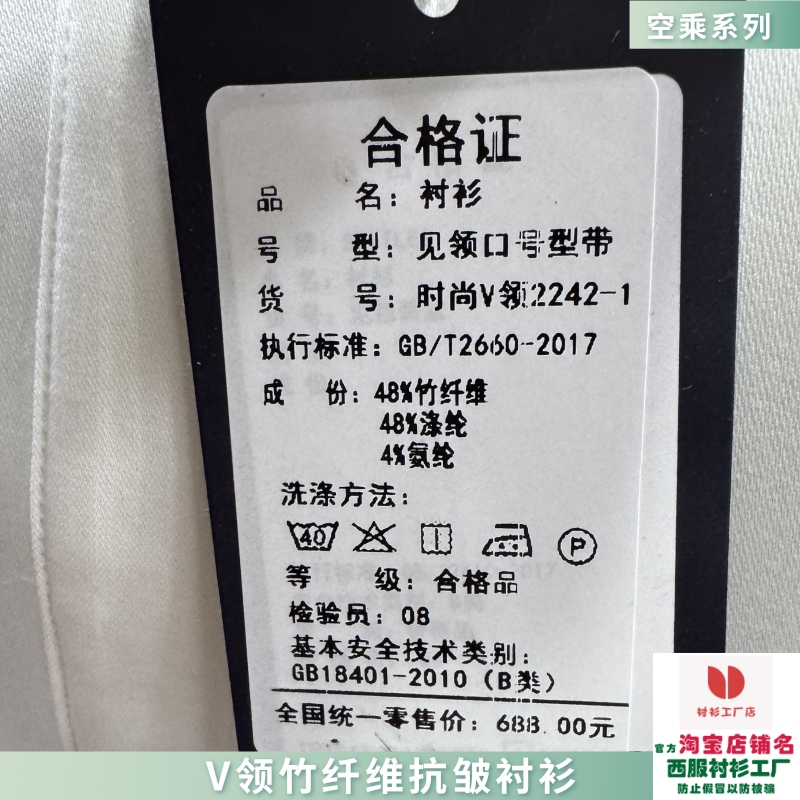 空乘系列
合格证
品 名：衬衫
号 型：见领口号型带
货 号：时尚V领2242-1
执行标准：GB/T2660-2017
成 份：48%竹纤维
48%涤纶
4%氨纶
洗涤方法：
40 P
等 级：合格品
检验员：08
基本安全技术类别：
GB18401-2010（B类）
全国统一零售价：688.00元
衬衫工厂店
官方淘宝店铺名
西服衬衫工厂
防止假冒以防被骗
V领竹纤维抗皱衬衫